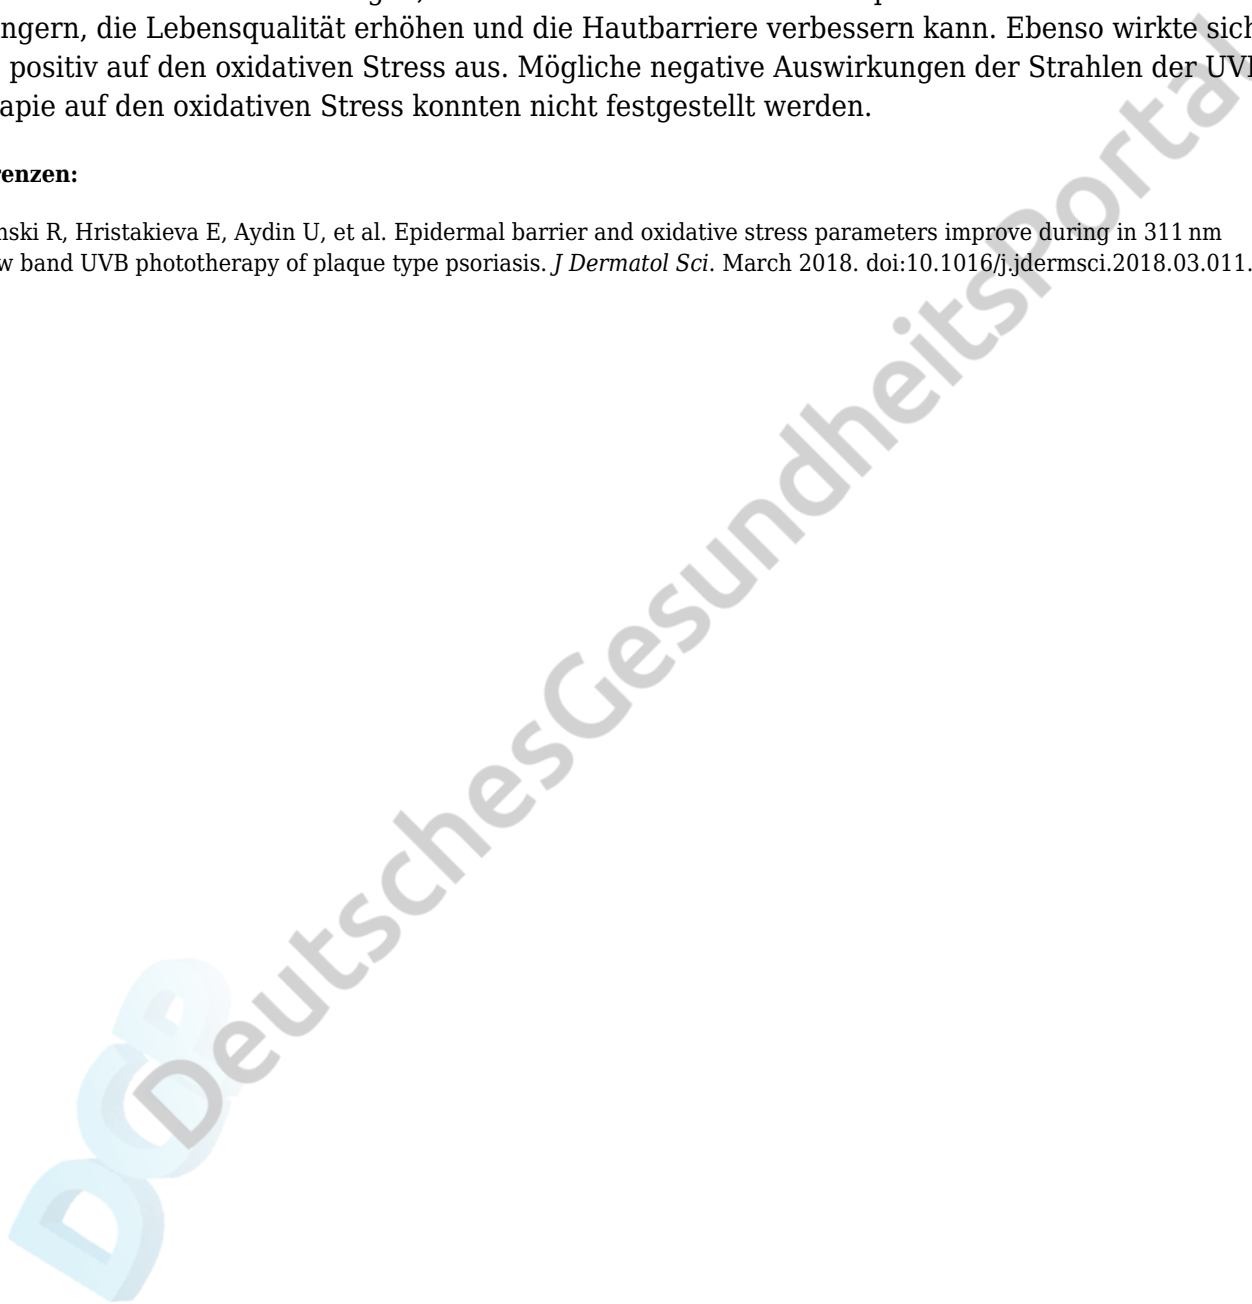 ngern, die Lebensqualität erhöhen und die Hautbarriere verbessern kann. Ebenso wirkte sich
positiv auf den oxidativen Stress aus. Mögliche negative Auswirkungen der Strahlen der UVB
apie auf den oxidativen Stress konnten nicht festgestellt werden.
enzen:
nski R, Hristakieva E, Aydin U, et al. Epidermal barrier and oxidative stress parameters improve during in 311 nm
w band UVB phototherapy of plaque type psoriasis. J Dermatol Sci. March 2018. doi:10.1016/j.jdermsci.2018.03.011.
DeutschesGesundheitsPortal
DGP